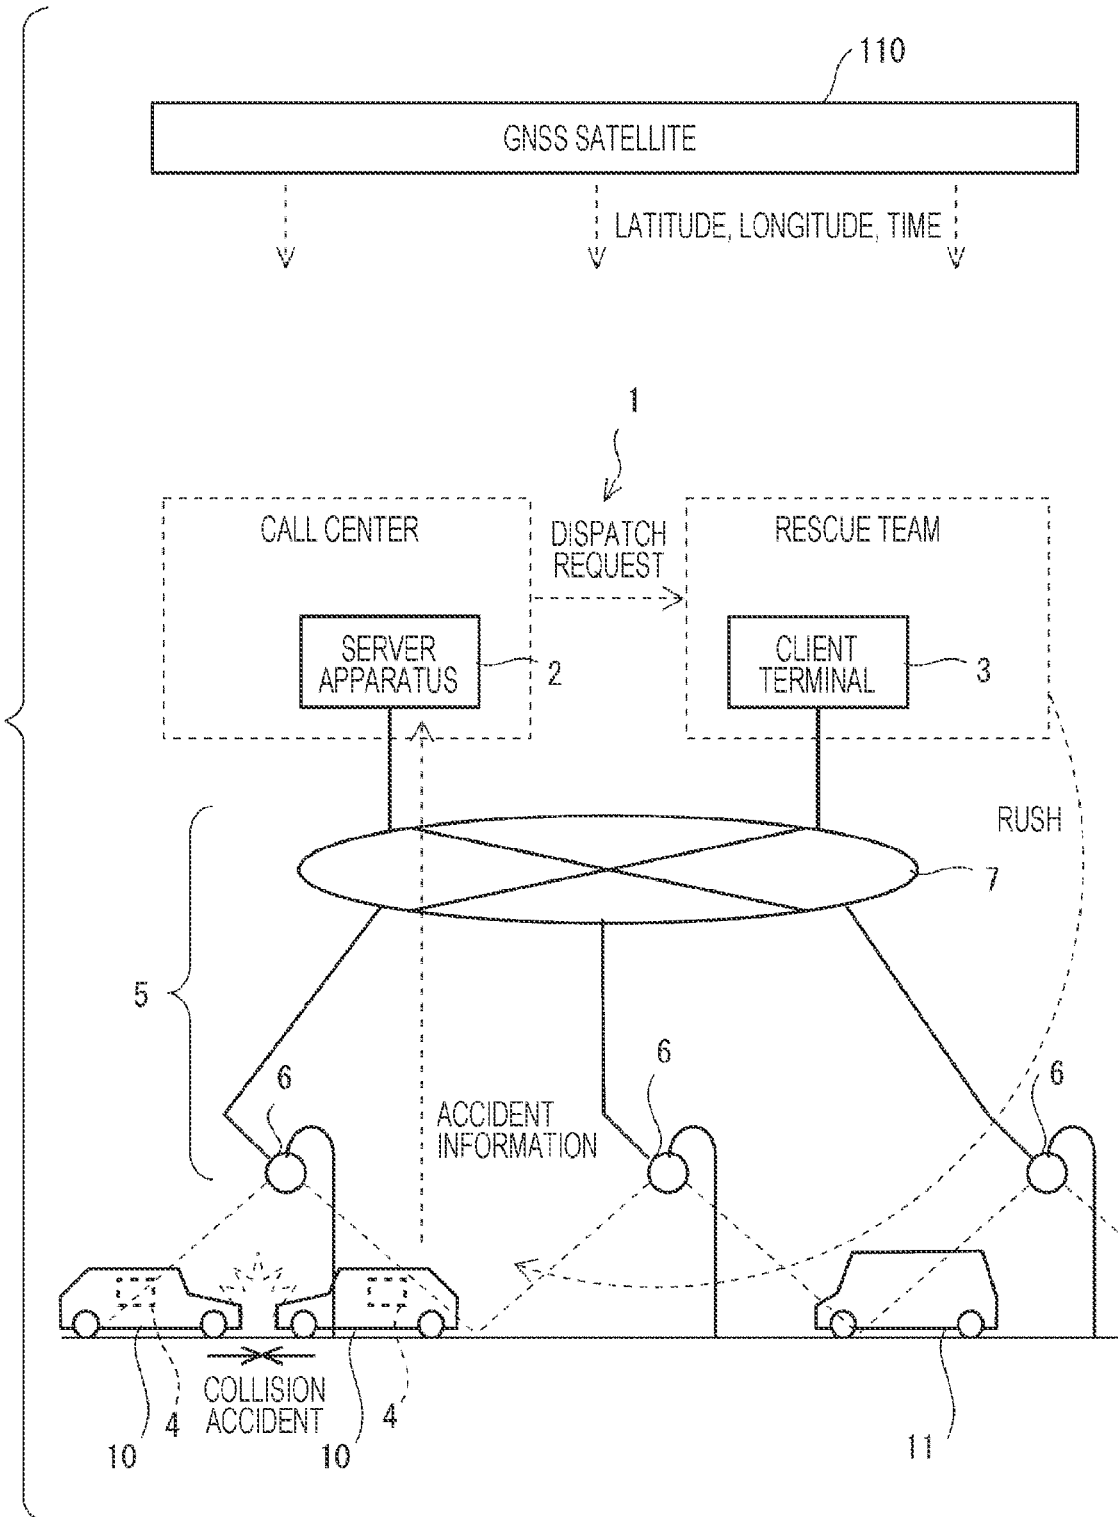 110
GNSS SATELLITE
LATITUDE, LONGITUDE, TIME
1
CALL CENTER
DISPATCH
REQUEST
RESCUE TEAM
SERVER
APPARATUS
2
CLIENT
TERMINAL
3
RUSH
7
5
6
6
6
ACCIDENT
INFORMATION
COLLISION
ACCIDENT
4
4
10
10
11